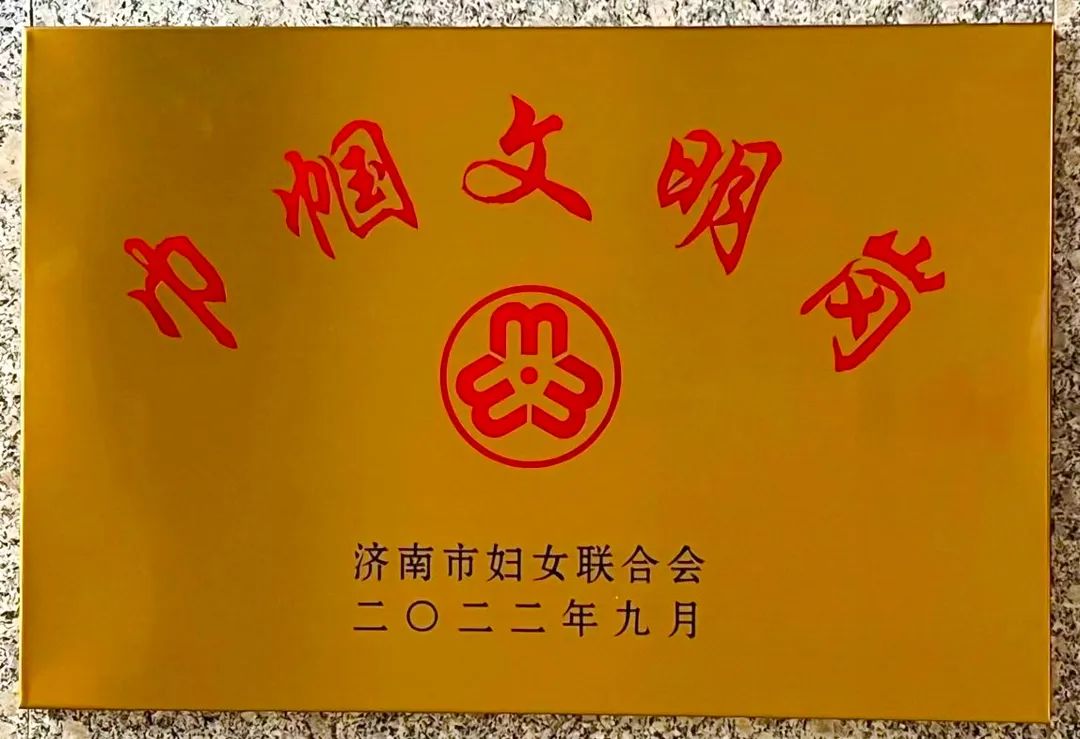 巾帼文明岗
济南市妇女联合会
二〇二二年九月